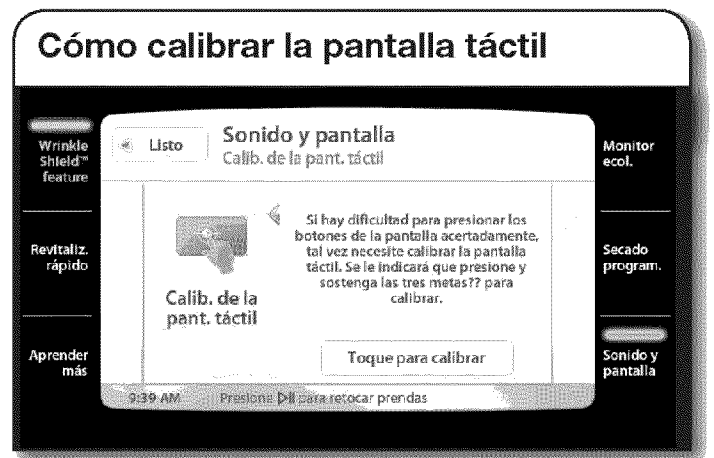 Cómo calibrar la pantalla táctil
Wrinkle
Shield™
feature
Revitaliz.
rápido
Aprender
más
Listo
Sonido y pantalla
Calib. de la pant. táctil
Calib. de la
pant. táctil
Si hay dificultad para presionar los
botones de la pantalla acertadamente,
tal vez necesite calibrar la pantalla
táctil. Se le indicará que presione y
sostenga las tres metas?? para
calibrar.
Toque para calibrar
9:39 AM Presione ▷II para retocar prendas
Monitor
ecol.
Secado
program.
Sonido y
pantalla